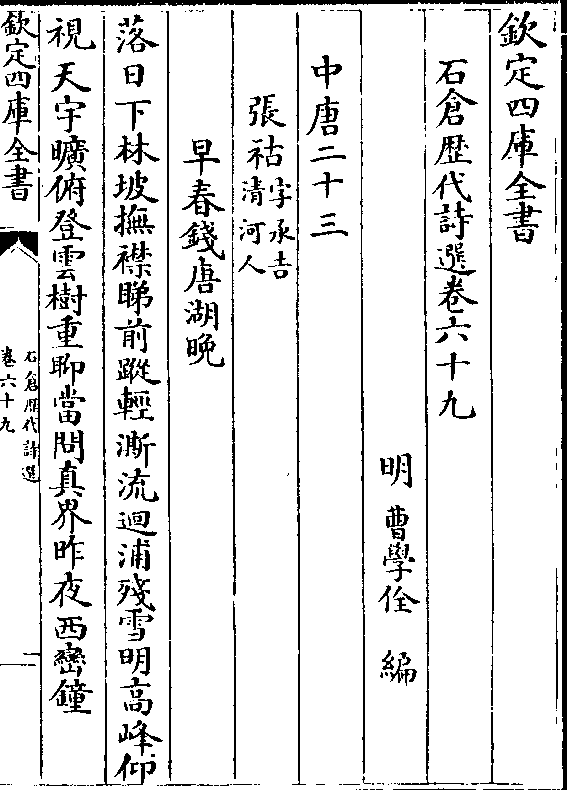 欽定四庫全書
石倉歷代詩選卷六十九
明 曹學佺 編
中唐二十三
張祜字承吉清河人
早春錢唐湖晚
落日下林坡撫襟睇前蹤輕澌流迴浦殘雪明高峰仰
視天宇曠俯登雲樹重聊當問真界昨夜西巒鐘
欽定四庫全書
石倉歷代詩選
卷六十九
一